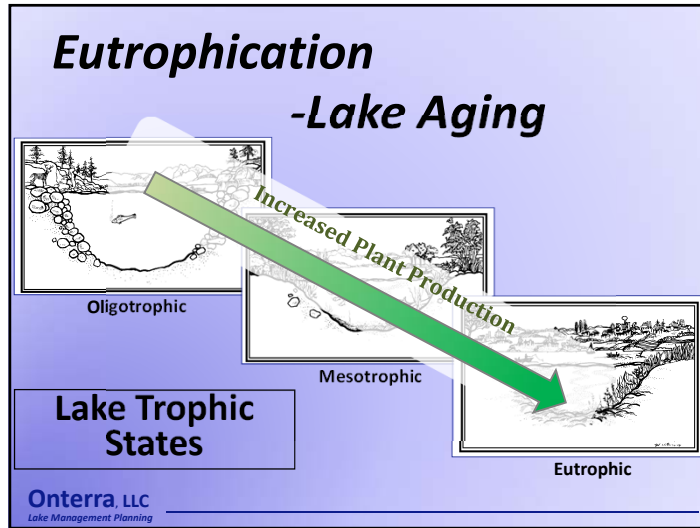 Eutrophication
-Lake Aging
Increased Plant Production
Oligotrophic
Mesotrophic
Eutrophic
Lake Trophic
States
Onterra, LLC
Lake Management Planning